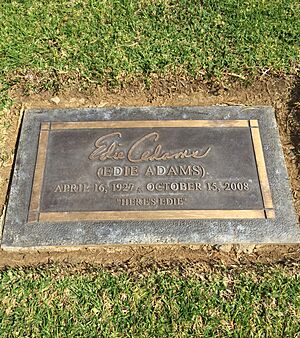 Edie Adams
(EDIE ADAMS)
APRIL 16, 1927 - OCTOBER 15, 2008
"HERE'S EDIE"